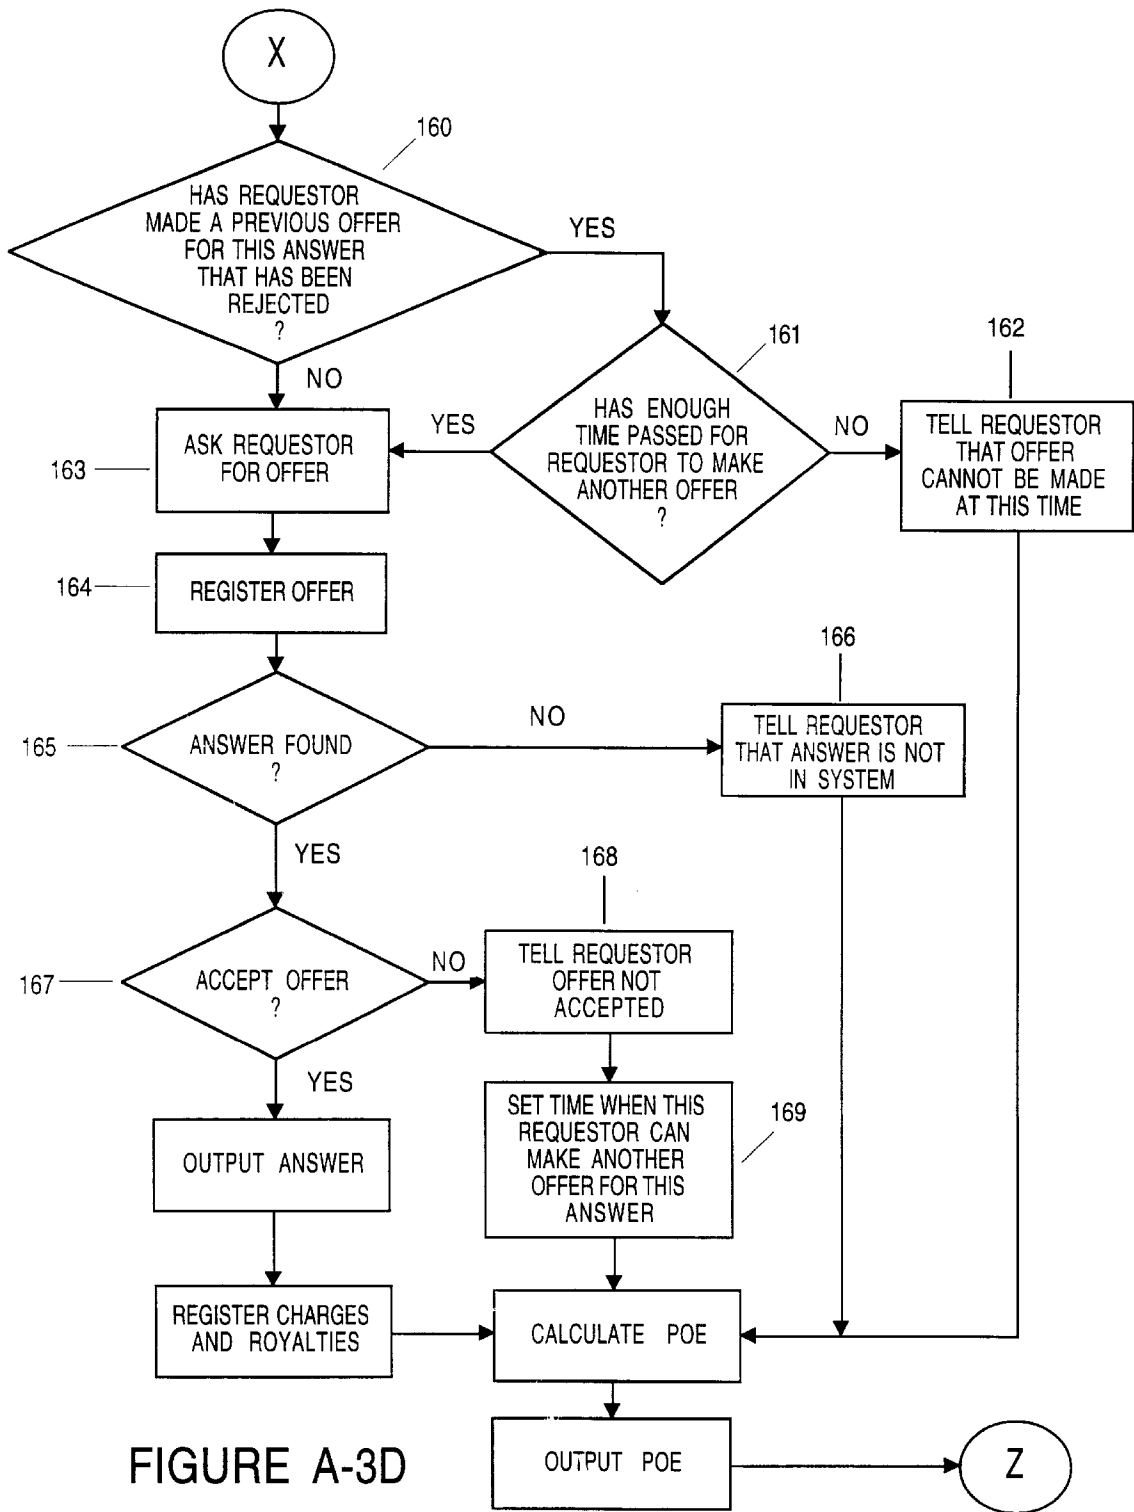 X
160
HAS REQUESTOR
MADE A PREVIOUS OFFER
FOR THIS ANSWER
THAT HAS BEEN
REJECTED
?
YES
NO
161
HAS ENOUGH
TIME PASSED FOR
REQUESTOR TO MAKE
ANOTHER OFFER
?
YES
NO
162
TELL REQUESTOR
THAT OFFER
CANNOT BE MADE
AT THIS TIME
163
ASK REQUESTOR
FOR OFFER
164
REGISTER OFFER
165
ANSWER FOUND
?
NO
166
TELL REQUESTOR
THAT ANSWER IS NOT
IN SYSTEM
YES
167
ACCEPT OFFER
?
NO
168
TELL REQUESTOR
OFFER NOT
ACCEPTED
YES
169
SET TIME WHEN THIS
REQUESTOR CAN
MAKE ANOTHER
OFFER FOR THIS
ANSWER
OUTPUT ANSWER
REGISTER CHARGES
AND ROYALTIES
CALCULATE POE
OUTPUT POE
Z
FIGURE A-3D